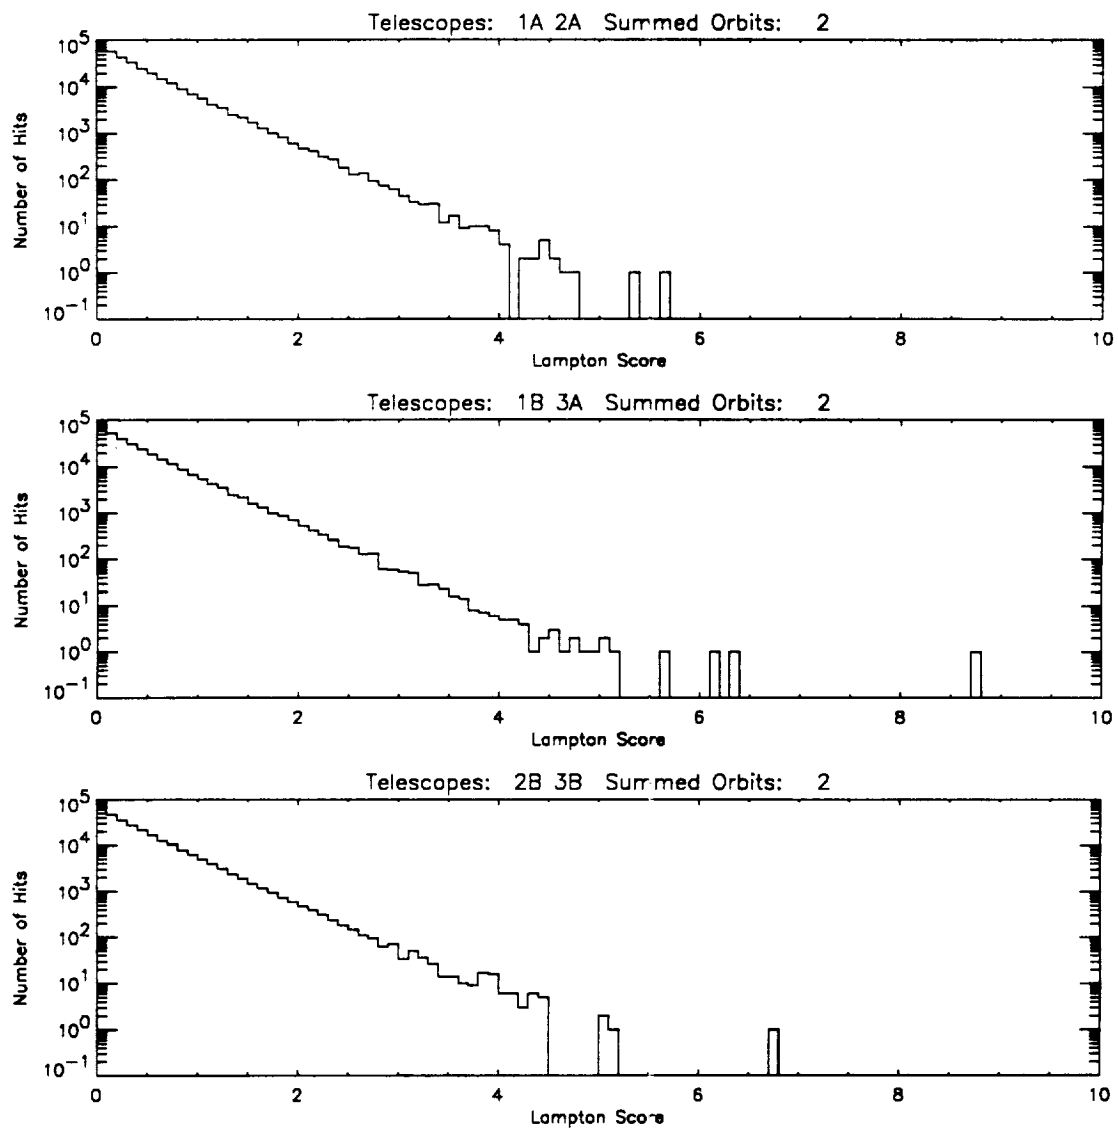 Telescopes: 1A 2A Summed Orbits: 2
10^5
10^4
10^3
10^2
10^1
10^0
10^-1
Number of Hits
0 2 4 6 8 10
Lampton Score
Telescopes: 1B 3A Summed Orbits: 2
10^5
10^4
10^3
10^2
10^1
10^0
10^-1
Number of Hits
0 2 4 6 8 10
Lampton Score
Telescopes: 2B 3B Summed Orbits: 2
10^5
10^4
10^3
10^2
10^1
10^0
10^-1
Number of Hits
0 2 4 6 8 10
Lampton Score